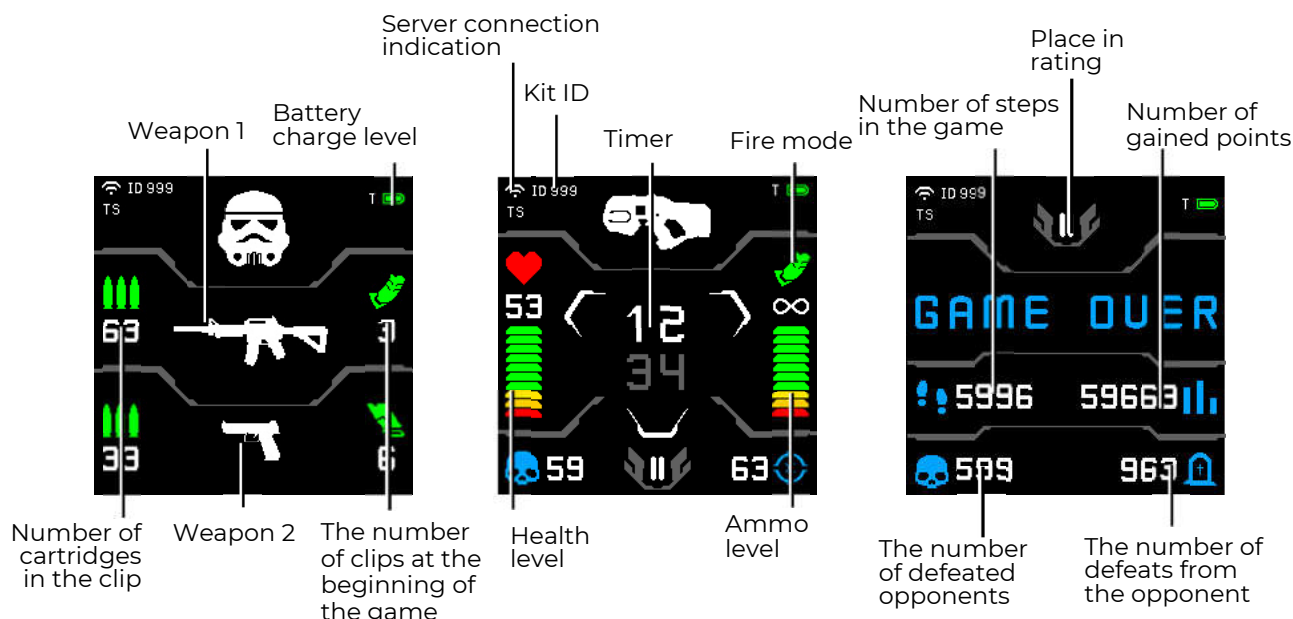 Server connection
indication
Kit ID
Place in
rating
Battery
charge level
Weapon 1
Timer
Fire mode
Number of steps
in the game
Number of
gained points
ID 999
TS
T
63
3
33
6
ID 999
TS
T
53
∞
12
34
59
II
63
ID 999
TS
T
II
GAME OVER
5996
59663
599
963
Number of
cartridges
in the clip
Weapon 2
The number
of clips at the
beginning of
the game
Health
level
Ammo
level
The number
of defeated
opponents
The number of
defeats from
the opponent